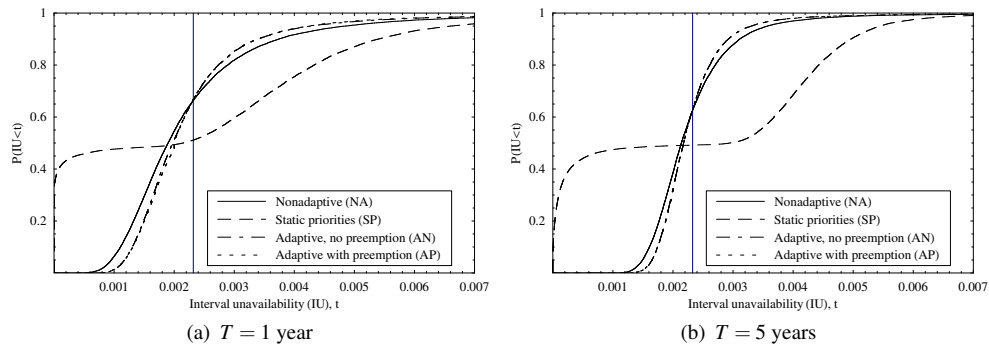 P(IU<t)
1
0.8
0.6
0.4
0.2
Nonadaptive (NA)
Static priorities (SP)
Adaptive, no preemption (AN)
Adaptive with preemption (AP)
0.001 0.002 0.003 0.004 0.005 0.006 0.007
Interval unavailability (IU), t
(a) T = 1 year
P(IU<t)
1
0.8
0.6
0.4
0.2
Nonadaptive (NA)
Static priorities (SP)
Adaptive, no preemption (AN)
Adaptive with preemption (AP)
0.001 0.002 0.003 0.004 0.005 0.006 0.007
Interval unavailability (IU), t
(b) T = 5 years